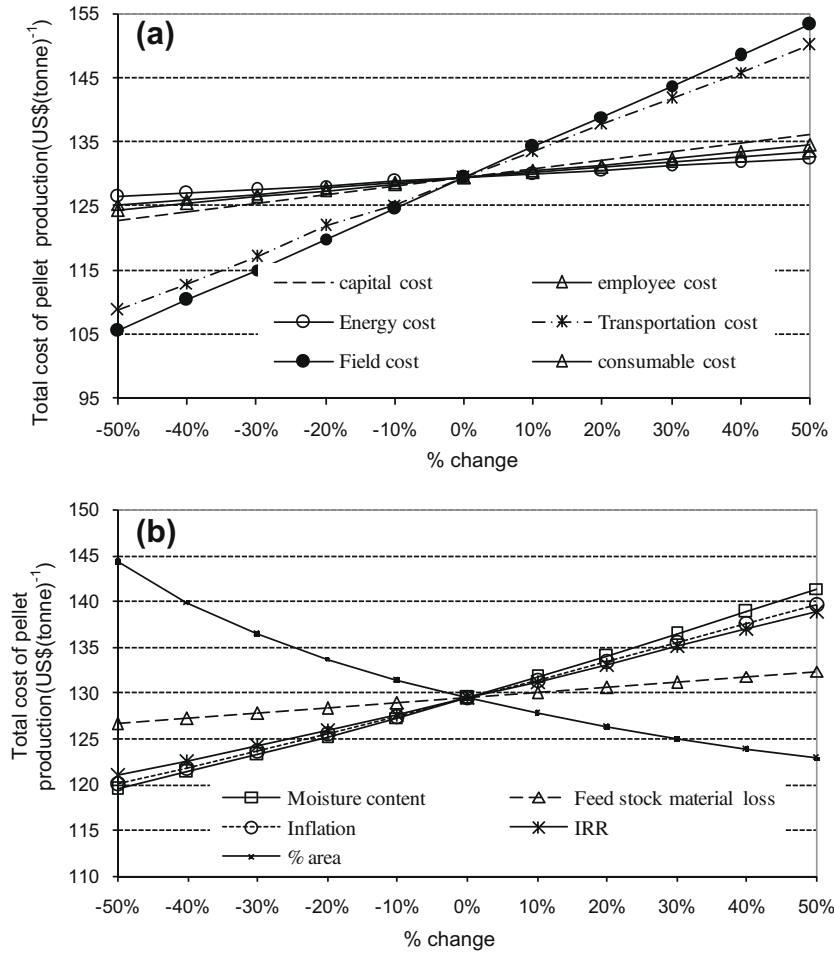 (a)
Total cost of pellet production(US$(tonne)⁻¹
155
145
135
125
115
105
95
capital cost
employee cost
Energy cost
Transportation cost
Field cost
consumable cost
-50% -40% -30% -20% -10% 0% 10% 20% 30% 40% 50%
% change
(b)
Total cost of pellet
production(US$(tonne)⁻¹
150
145
140
135
130
125
120
115
110
Moisture content
Feed stock material loss
Inflation
IRR
% area
-50% -40% -30% -20% -10% 0% 10% 20% 30% 40% 50%
% change